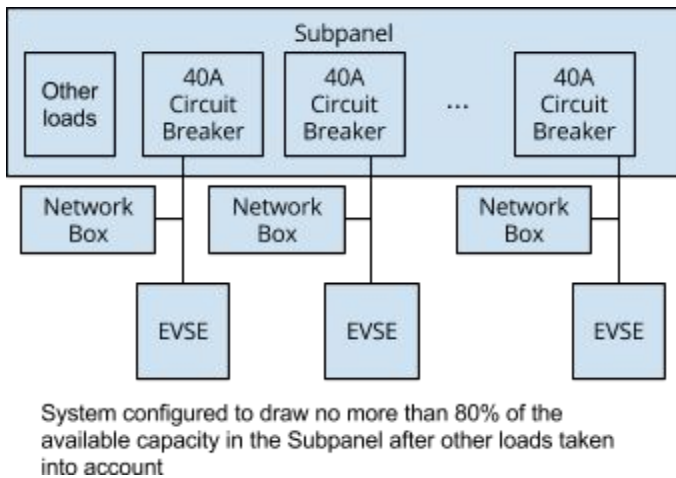 Subpanel
Other
loads
40A
Circuit
Breaker
40A
Circuit
Breaker
...
40A
Circuit
Breaker
Network
Box
Network
Box
Network
Box
EVSE
EVSE
EVSE
System configured to draw no more than 80% of the
available capacity in the Subpanel after other loads taken
into account